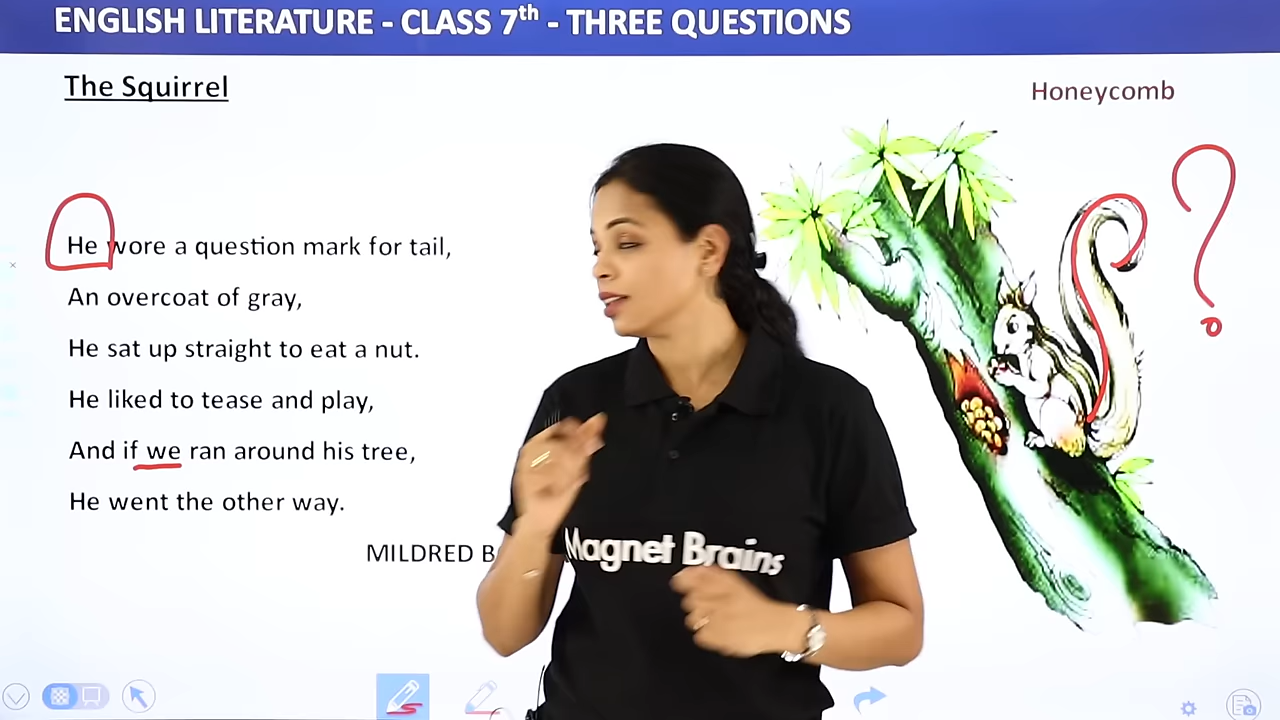 ENGLISH LITERATURE - CLASS 7th - THREE QUESTIONS
The Squirrel
Honeycomb
He wore a question mark for tail,
An overcoat of gray,
He sat up straight to eat a nut.
He liked to tease and play,
And if we ran around his tree,
He went the other way.
MILDRED
Magnet Brains
?